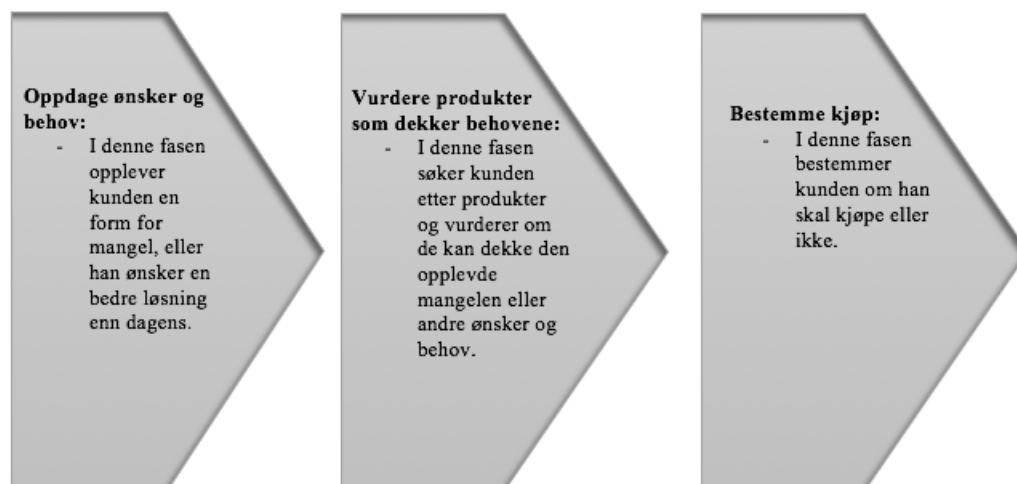 Oppdage ønsker og
behov:
- I denne fasen
opplever
kunden en
form for
mangel, eller
han ønsker en
bedre løsning
enn dagens.
Vurdere produkter
som dekker behovene:
- I denne fasen
søker kunden
etter produkter
og vurderer om
de kan dekke den
opplevde
mangelen eller
andre ønsker og
behov.
Bestemme kjøp:
- I denne fasen
bestemmer
kunden om han
skal kjøpe eller
ikke.